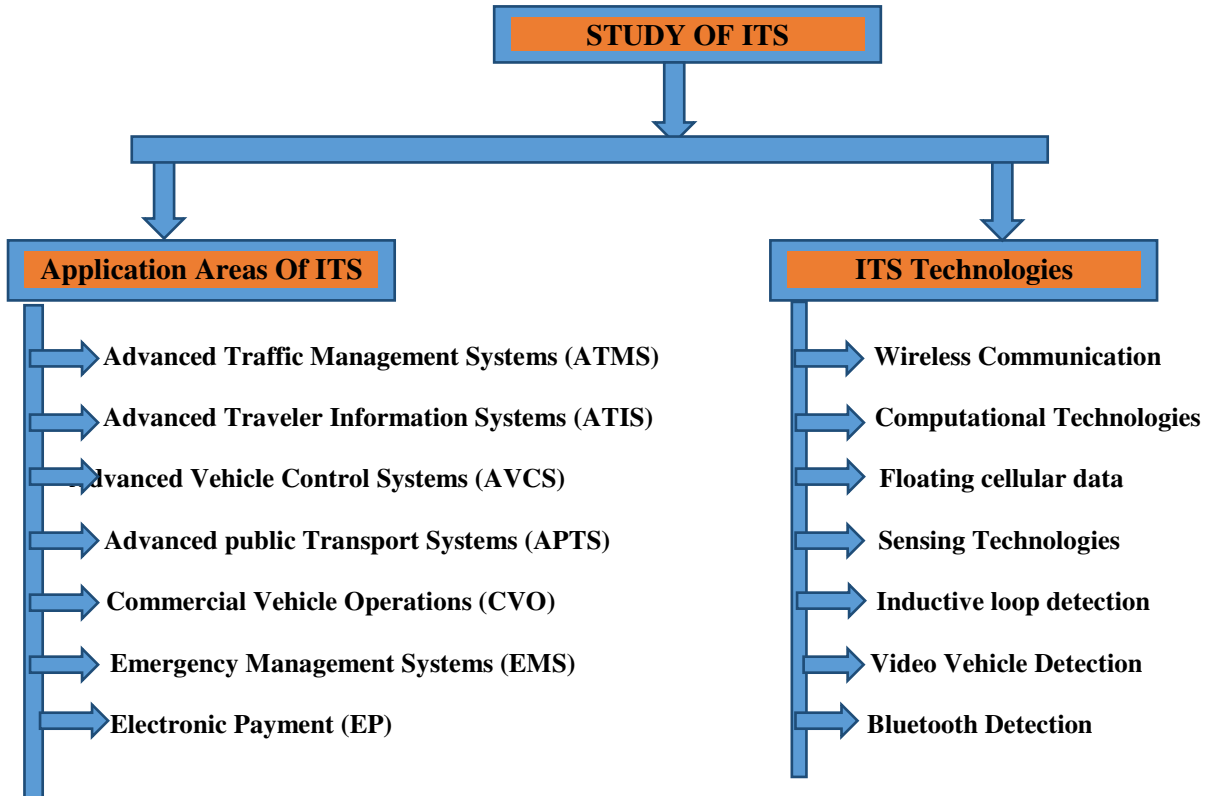 STUDY OF ITS
Application Areas Of ITS
Advanced Traffic Management Systems (ATMS)
Advanced Traveler Information Systems (ATIS)
Advanced Vehicle Control Systems (AVCS)
Advanced public Transport Systems (APTS)
Commercial Vehicle Operations (CVO)
Emergency Management Systems (EMS)
Electronic Payment (EP)
ITS Technologies
Wireless Communication
Computational Technologies
Floating cellular data
Sensing Technologies
Inductive loop detection
Video Vehicle Detection
Bluetooth Detection